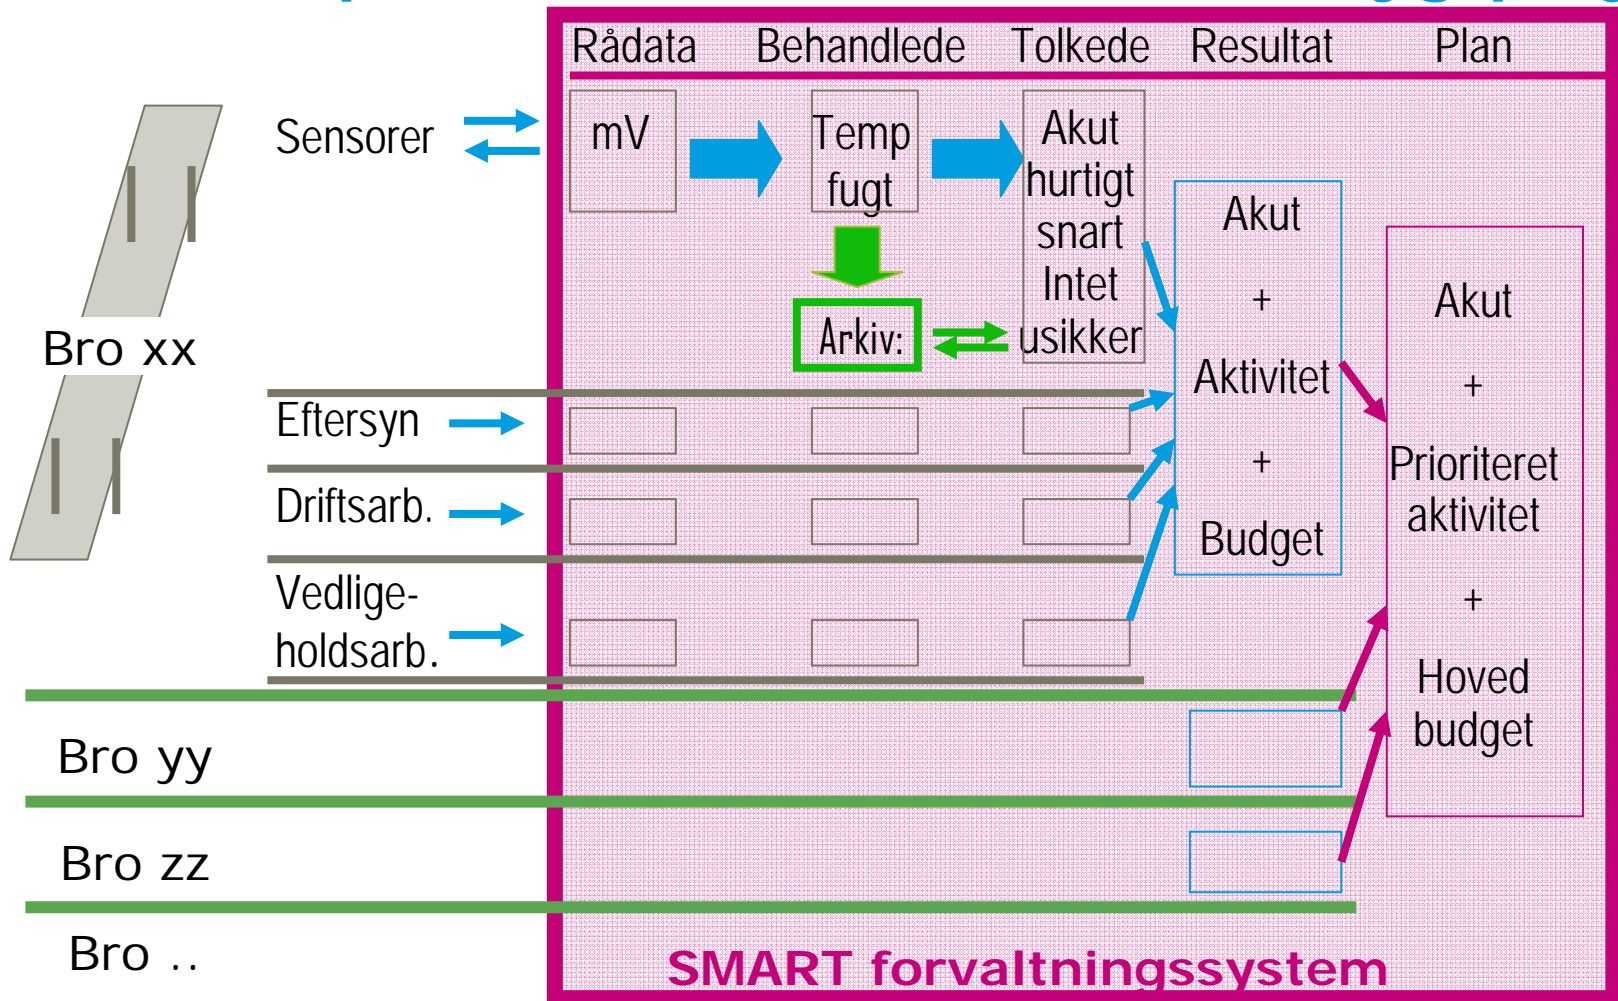 Rådata Behandlede Tolkede Resultat Plan
Sensorer
mV
Temp
fugt
Akut
hurtigt
snart
Intet
usikker
Arkiv:
Akut
+
Aktivitet
+
Budget
Akut
+
Prioriteret
aktivitet
+
Hoved
budget
Bro xx
Eftersyn
Driftsarb.
Vedlige-
holdsarb.
Bro yy
Bro zz
Bro ..
SMART forvaltningssystem